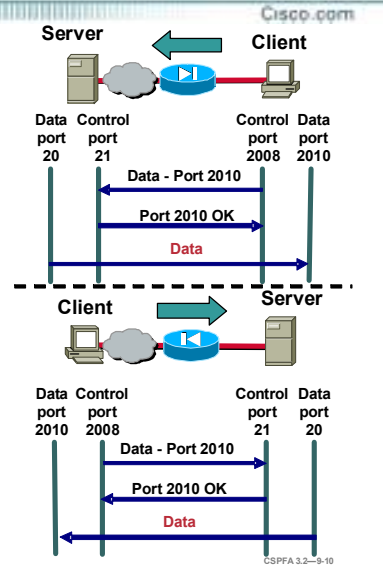 Cisco.com
Server
Client
Data Control
port port
20 21
Control Data
port port
2008 2010
Data - Port 2010
Port 2010 OK
Data
Client
Server
Data Control
port port
2010 2008
Control Data
port port
21 20
Data - Port 2010
Port 2010 OK
Data
CSPFA 3.2—9-10